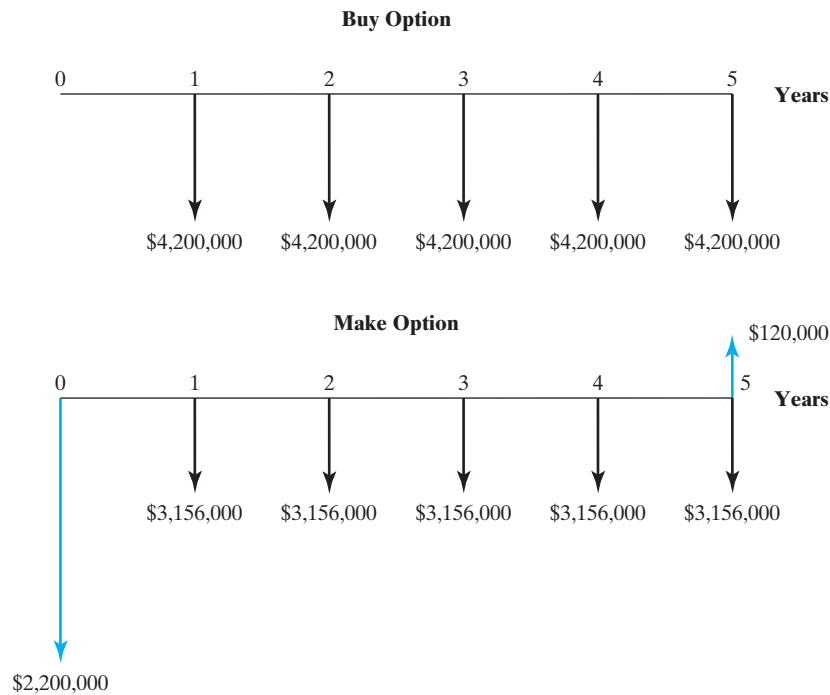 Buy Option
0 1 2 3 4 5
Years
$4,200,000 $4,200,000 $4,200,000 $4,200,000 $4,200,000
Make Option
$120,000
0 1 2 3 4 5
Years
$3,156,000 $3,156,000 $3,156,000 $3,156,000 $3,156,000
$2,200,000